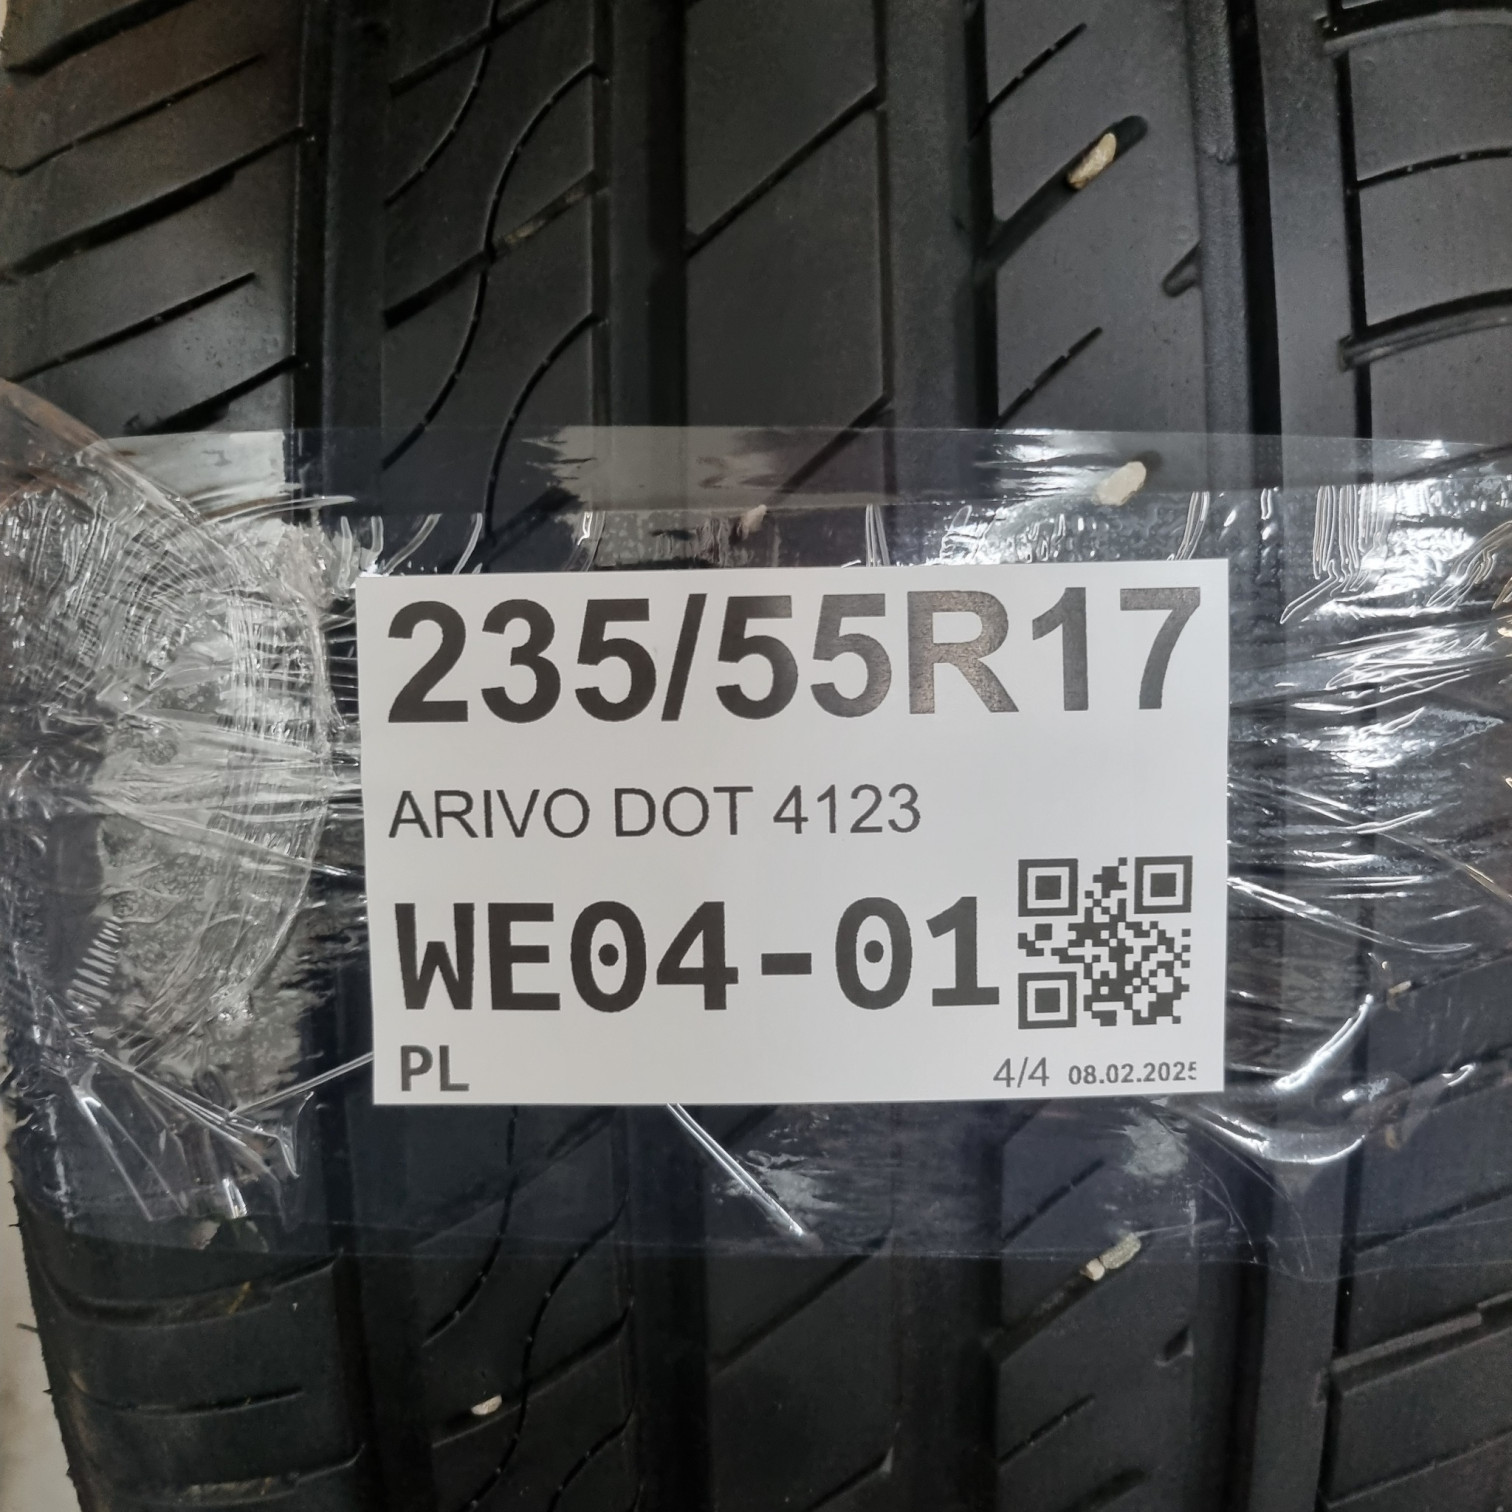 235/55R17
ARIVO DOT 4123
WE04-01
PL
4/4 08.02.2025